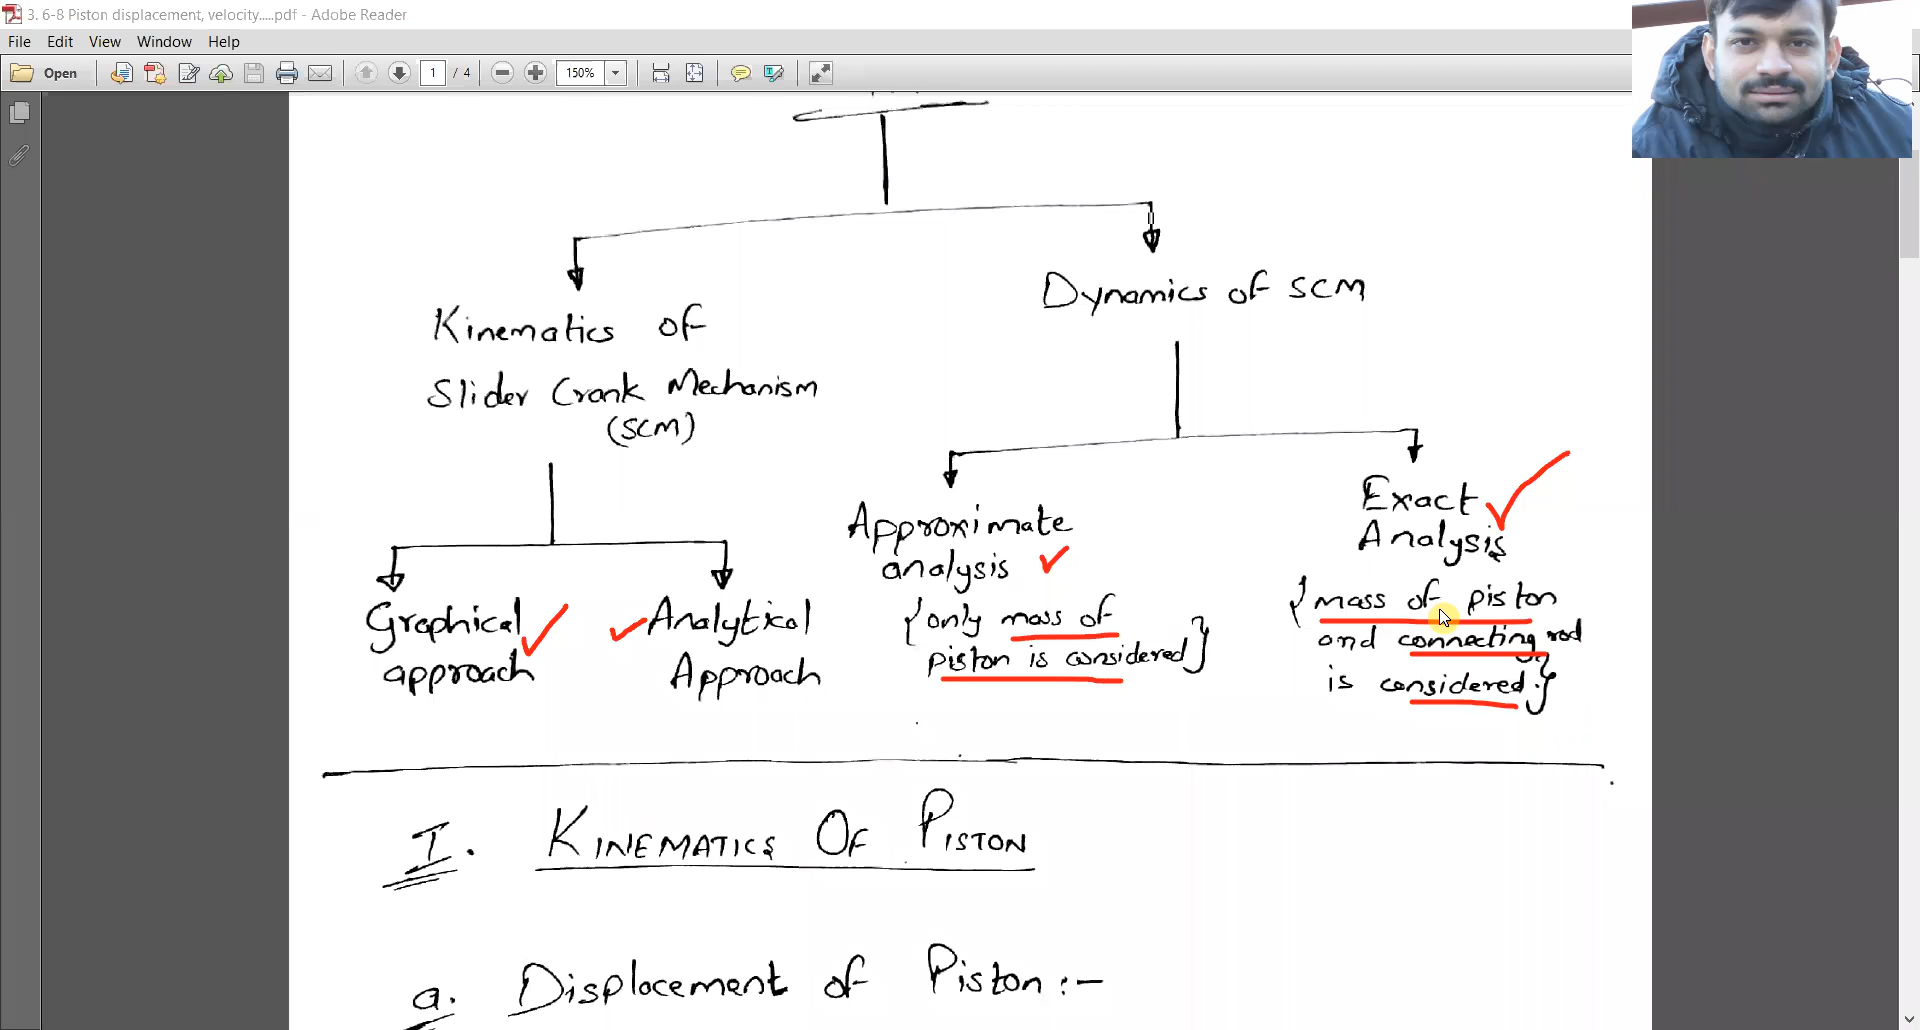 3. 6-8 Piston displacement, velocity.....pdf - Adobe Reader
File Edit View Window Help
Open 1 / 4 150%
Dynamics of SCM
Kinematics of
Slider Crank Mechanism
(SCM)
Exact
Analysis
Approximate
analysis
{only mass of
piston is considered}
{mass of piston
and connecting rod
is considered.}
Graphical
approach
Analytical
Approach
I. KINEMATICS OF PISTON
a. Displacement of Piston :-